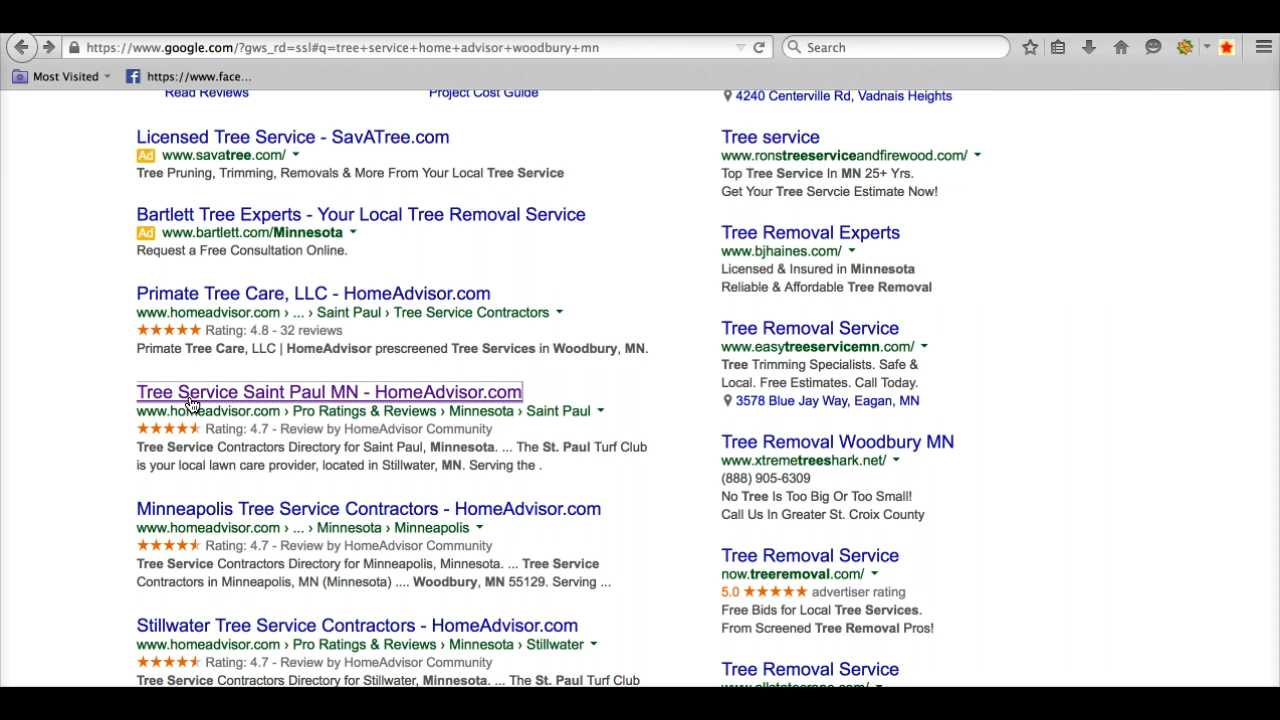 https://www.google.com/?gws_rd=ssl#q=tree+service+home+advisor+woodbury+mn
Search
Most Visited
https://www.face...
Read Reviews
Project Cost Guide
Licensed Tree Service - SavATree.com
Ad www.savatree.com/
Tree Pruning, Trimming, Removals & More From Your Local Tree Service
Bartlett Tree Experts - Your Local Tree Removal Service
Ad www.bartlett.com/Minnesota
Request a Free Consultation Online.
Primate Tree Care, LLC - HomeAdvisor.com
www.homeadvisor.com › ... › Saint Paul › Tree Service Contractors
Rating: 4.8 - 32 reviews
Primate Tree Care, LLC | HomeAdvisor prescreened Tree Services in Woodbury, MN.
Tree Service Saint Paul MN - HomeAdvisor.com
www.homeadvisor.com › Pro Ratings & Reviews › Minnesota › Saint Paul
Rating: 4.7 - Review by HomeAdvisor Community
Tree Service Contractors Directory for Saint Paul, Minnesota. ... The St. Paul Turf Club
is your local lawn care provider, located in Stillwater, MN. Serving the .
Minneapolis Tree Service Contractors - HomeAdvisor.com
www.homeadvisor.com › ... › Minnesota › Minneapolis
Rating: 4.7 - Review by HomeAdvisor Community
Tree Service Contractors Directory for Minneapolis, Minnesota. ... Tree Service
Contractors in Minneapolis, MN (Minnesota) .... Woodbury, MN 55129. Serving ...
Stillwater Tree Service Contractors - HomeAdvisor.com
www.homeadvisor.com › Pro Ratings & Reviews › Minnesota › Stillwater
Rating: 4.7 - Review by HomeAdvisor Community
Tree Service Contractors Directory for Stillwater, Minnesota. ... The St. Paul Turf Club
4240 Centerville Rd, Vadnais Heights
Tree service
www.ronstreeserviceandfirewood.com/
Top Tree Service In MN 25+ Yrs.
Get Your Tree Servcie Estimate Now!
Tree Removal Experts
www.bjhaines.com/
Licensed & Insured in Minnesota
Reliable & Affordable Tree Removal
Tree Removal Service
www.easytreeservicemn.com/
Tree Trimming Specialists. Safe &
Local. Free Estimates. Call Today.
3578 Blue Jay Way, Eagan, MN
Tree Removal Woodbury MN
www.xtremetreeshark.net/
(888) 905-6309
No Tree Is Too Big Or Too Small!
Call Us In Greater St. Croix County
Tree Removal Service
now.treeremoval.com/
5.0 advertiser rating
Free Bids for Local Tree Services.
From Screened Tree Removal Pros!
Tree Removal Service